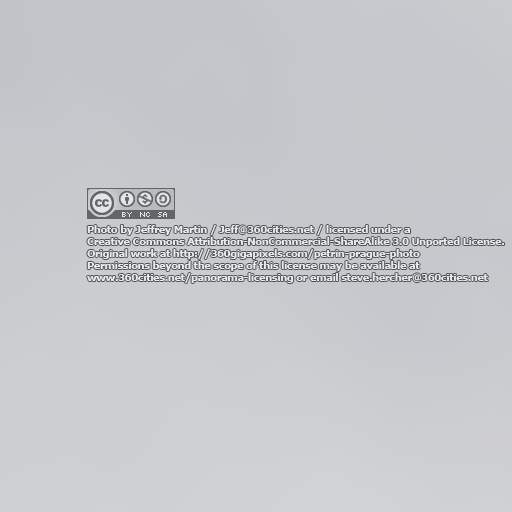 BY NC SA
Photo by Jeffrey Martin / Jeff@360cities.net / licensed under a
Creative Commons Attribution-NonCommercial-ShareAlike 3.0 Unported License.
Original work at http://360gigapixels.com/petrin-prague-photo
Permissions beyond the scope of this license may be available at
www.360cities.net/panorama-licensing or email steve.hercher@360cities.net